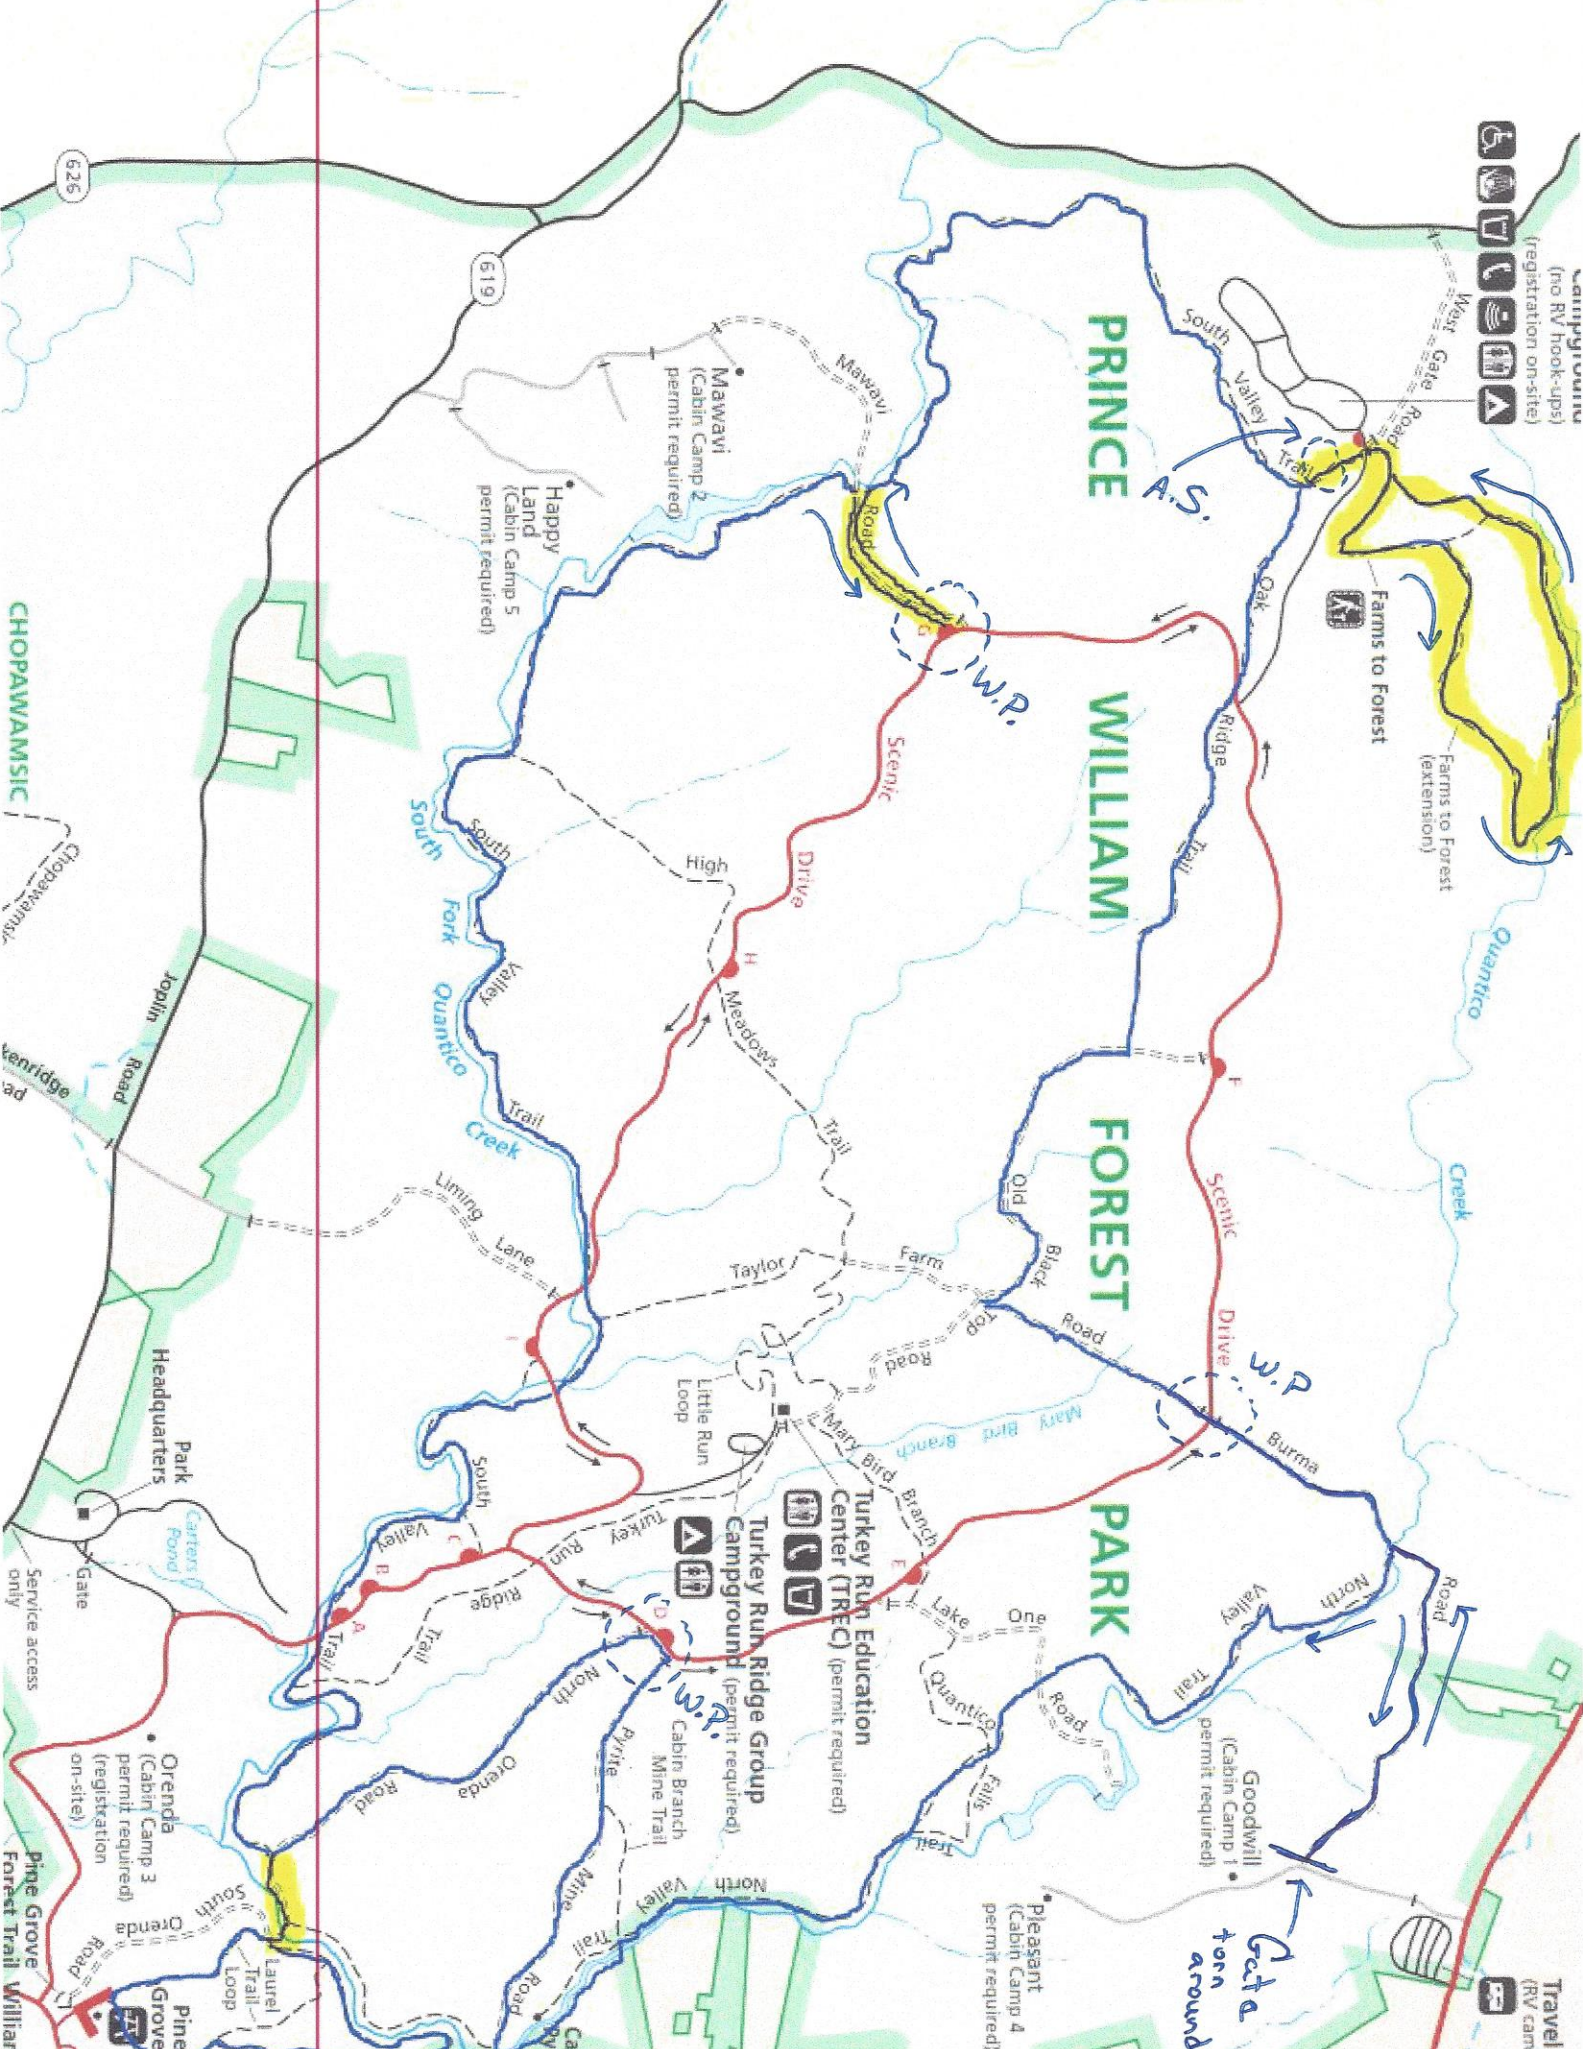 Campground
(no RV hook-ups)
(registration on-site)
West Gate Road
626
619
PRINCE
WILLIAM
FOREST
PARK
South
Valley
Trail
A.S.
Farms to Forest
Farms to Forest
(extension)
Mawavi
Road
Mawavi
(Cabin Camp 2
permit required)
Happy
Land
(Cabin Camp 5
permit required)
G
W.P.
Oak
Ridge
Trail
Scenic
Drive
Quantico
Creek
CHOPAWAMSIC
South
Fork
Quantico
Creek
South
Valley
Trail
High
Meadows
Trail
H
F
Scenic
Drive
Joplin
Road
Liming
Lane
Taylor
Farm
Old
Black
Top
Road
Road
Burma
Road
W.P
I
Little Run
Loop
Mary Bird Branch
Mary
Bird
Branch
Turkey Run Education
Center (TREC) (permit required)
Turkey Run Ridge Group
Campground (permit required)
Turkey
Run
Ridge
Trail
South
Valley
Trail
C
B
A
D
E
W.P.
Park
Headquarters
Carters
Pond
Gate
Service access
only
Lake
One
Road
Quantico
Falls
Trail
North
Valley
Trail
Goodwill
(Cabin Camp 1
permit required)
Gate
torn
around
Pleasant
(Cabin Camp 4
permit required)
North
Valley
Trail
Cabin Branch
Mine Trail
Pyrite
Mine
Road
North
Orenda
Road
Orenda
(Cabin Camp 3
permit required)
(registration
on-site)
South
Orenda
Road
Laurel
Trail
Loop
Pine Grove
Forest Trail
Pine
Grove
Travel
(RV cam